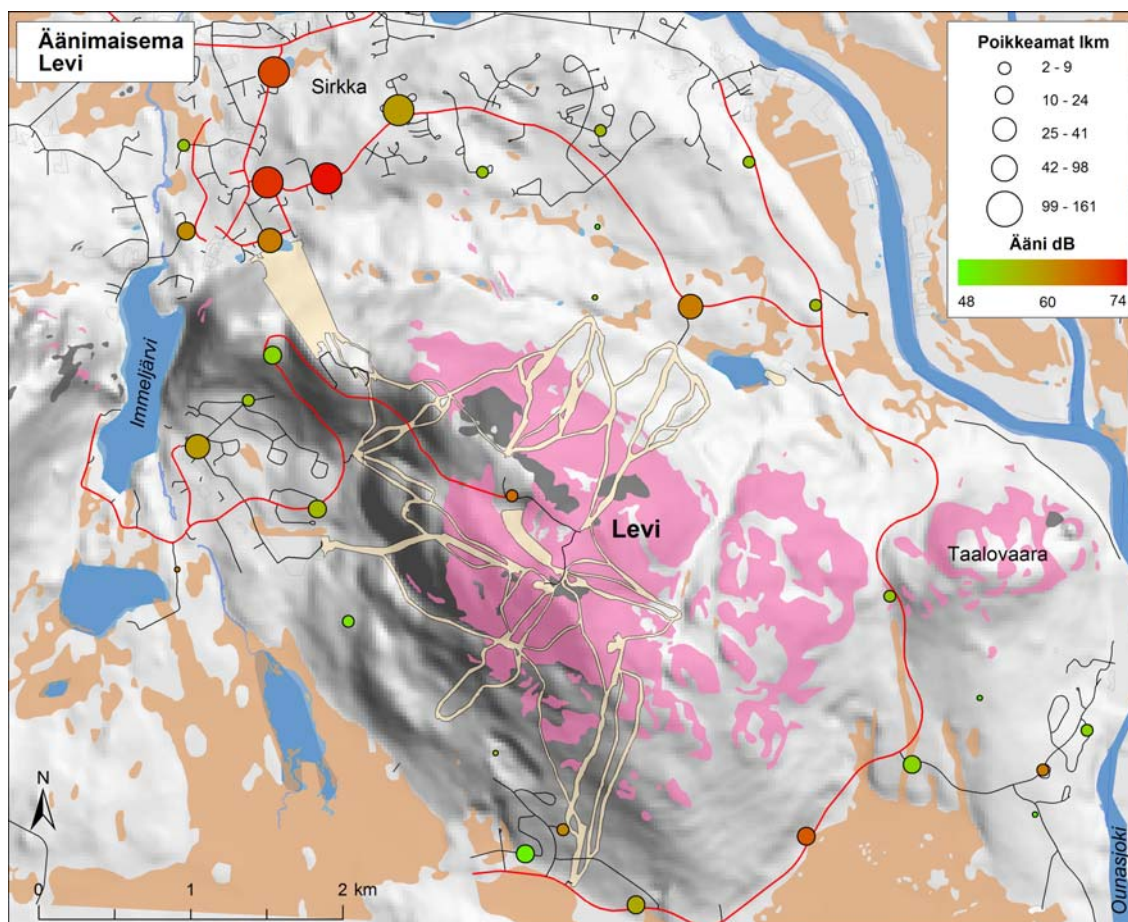 Äänimaisema
Levi
Sirkka
Poikkeamat lkm
2 - 9
10 - 24
25 - 41
42 - 98
99 - 161
Ääni dB
48 60 74
Immeljärvi
Levi
Taalovaara
N
0 1 2 km
Ounasjoki